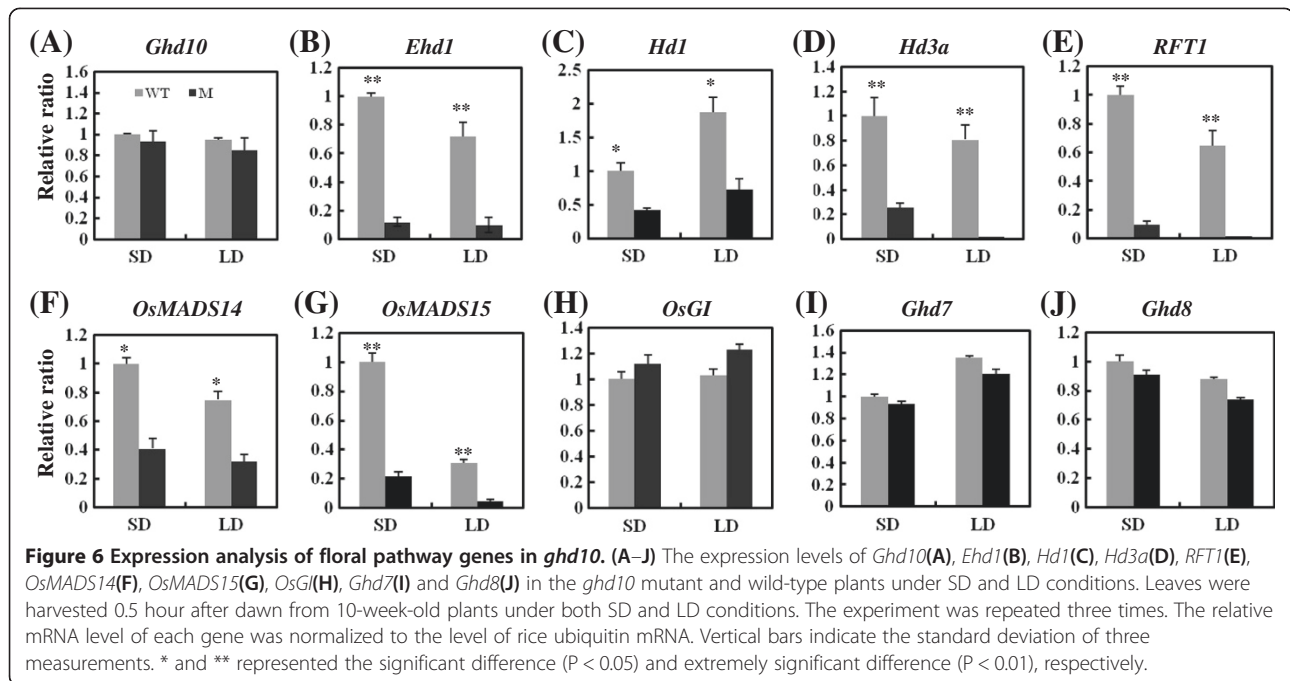 (A) Ghd10
(B) Ehd1
(C) Hd1
(D) Hd3a
(E) RFT1
Relative ratio
1.6
1.4
1.2
1
0.8
0.6
0.4
0.2
0
WT M
SD LD
1.2
1
0.8
0.6
0.4
0.2
0
** **
SD LD
2.5
2
1.5
1
0.5
0
* *
SD LD
1.4
1.2
1
0.8
0.6
0.4
0.2
0
** **
SD LD
1.2
1
0.8
0.6
0.4
0.2
0
** **
SD LD
(F) OsMADS14
(G) OsMADS15
(H) OsGI
(I) Ghd7
(J) Ghd8
Relative ratio
1.2
1
0.8
0.6
0.4
0.2
0
* *
SD LD
1.2
1
0.8
0.6
0.4
0.2
0
** **
SD LD
1.4
1.2
1
0.8
0.6
0.4
0.2
0
SD LD
1.6
1.4
1.2
1
0.8
0.6
0.4
0.2
0
SD LD
1.2
1
0.8
0.6
0.4
0.2
0
SD LD
Figure 6 Expression analysis of floral pathway genes in ghd10. (A–J) The expression levels of Ghd10(A), Ehd1(B), Hd1(C), Hd3a(D), RFT1(E),
OsMADS14(F), OsMADS15(G), OsGI(H), Ghd7(I) and Ghd8(J) in the ghd10 mutant and wild-type plants under SD and LD conditions. Leaves were
harvested 0.5 hour after dawn from 10-week-old plants under both SD and LD conditions. The experiment was repeated three times. The relative
mRNA level of each gene was normalized to the level of rice ubiquitin mRNA. Vertical bars indicate the standard deviation of three
measurements. * and ** represented the significant difference (P < 0.05) and extremely significant difference (P < 0.01), respectively.